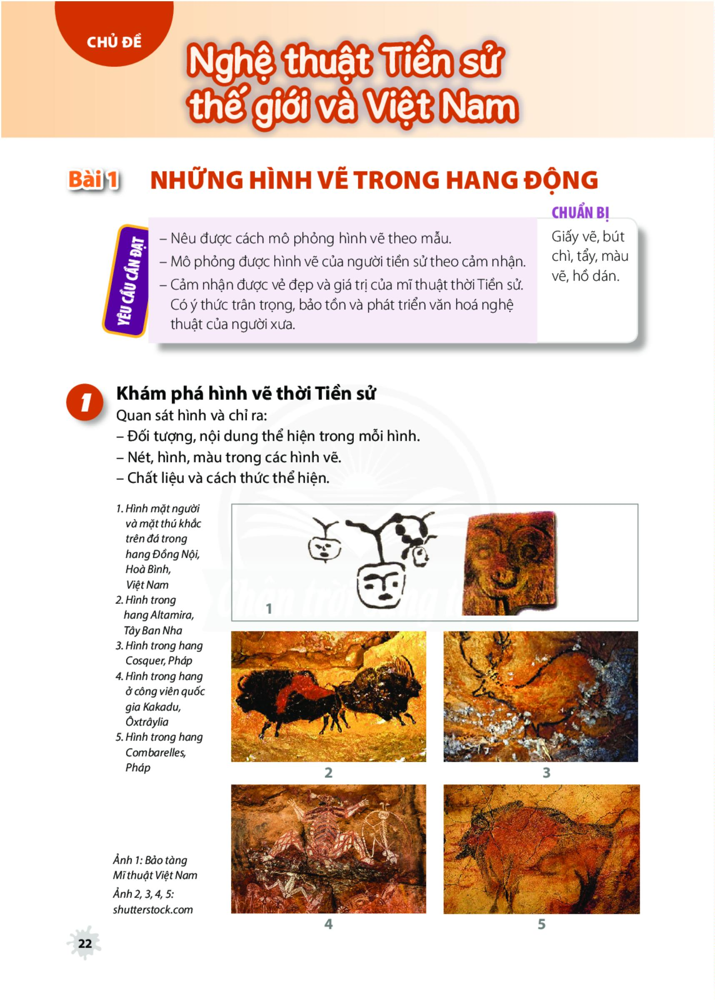 CHỦ ĐỀ
Nghệ thuật Tiền sử
thế giới và Việt Nam
Bài 1
NHỮNG HÌNH VẼ TRONG HANG ĐỘNG
YÊU CẦU CẦN ĐẠT
– Nêu được cách mô phỏng hình vẽ theo mẫu.
– Mô phỏng được hình vẽ của người tiền sử theo cảm nhận.
– Cảm nhận được vẻ đẹp và giá trị của mĩ thuật thời Tiền sử.
Có ý thức trân trọng, bảo tồn và phát triển văn hoá nghệ
thuật của người xưa.
CHUẨN BỊ
Giấy vẽ, bút
chì, tẩy, màu
vẽ, hồ dán.
1
Khám phá hình vẽ thời Tiền sử
Quan sát hình và chỉ ra:
– Đối tượng, nội dung thể hiện trong mỗi hình.
– Nét, hình, màu trong các hình vẽ.
– Chất liệu và cách thức thể hiện.
1. Hình mặt người
và mặt thú khắc
trên đá trong
hang Đồng Nội,
Hoà Bình,
Việt Nam
2. Hình trong
hang Altamira,
Tây Ban Nha
3. Hình trong hang
Cosquer, Pháp
4. Hình trong hang
ở công viên quốc
gia Kakadu,
Ôxtrâylia
5. Hình trong hang
Combarelles,
Pháp
1
2
3
4
5
Ảnh 1: Bảo tàng
Mĩ thuật Việt Nam
Ảnh 2, 3, 4, 5:
shutterstock.com
22